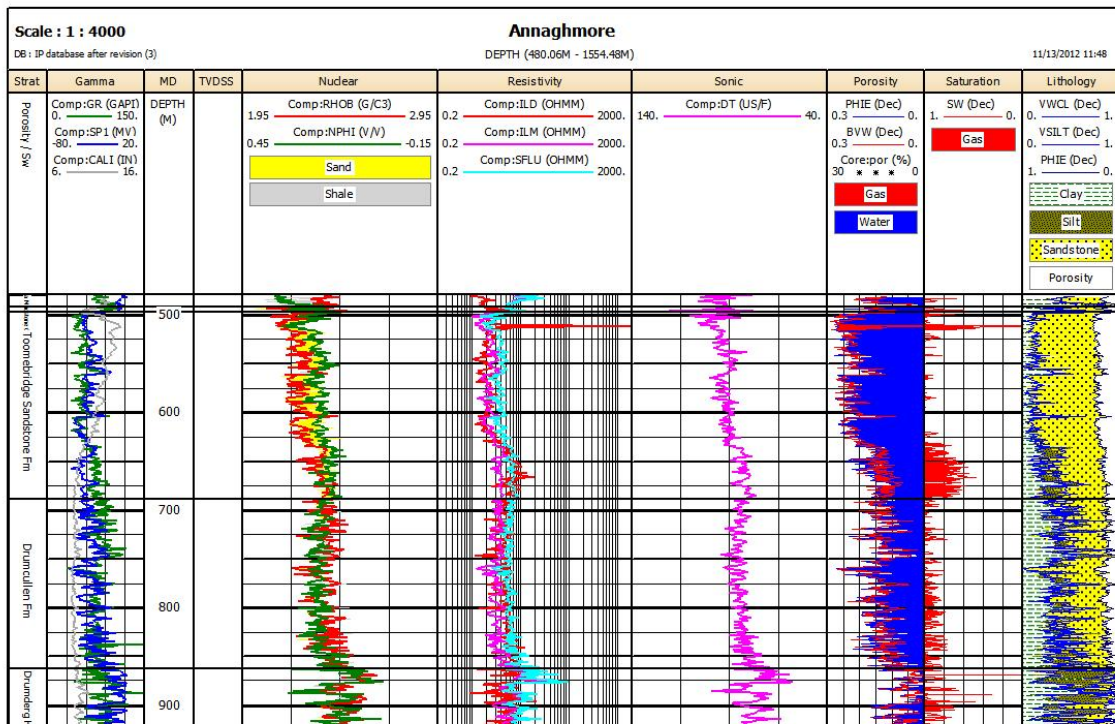 Scale : 1 : 4000
Annaghmore
DB : IP database after revision (3)
DEPTH (480.06M - 1554.48M)
11/13/2012 11:48
Strat Gamma MD TVDSS Nuclear Resistivity Sonic Porosity Saturation Lithology
Porosity / Sw
Comp:GR (GAPI)
0. 150.
Comp:SP1 (MV)
-80. 20.
Comp:CALI (IN)
6. 16.
DEPTH
(M)
Comp:RHOB (G/C3)
1.95 2.95
Comp:NPHI (V/V)
0.45 -0.15
Sand
Shale
Comp:ILD (OHMM)
0.2 2000.
Comp:ILM (OHMM)
0.2 2000.
Comp:SFLU (OHMM)
0.2 2000.
Comp:DT (US/F)
140. 40.
PHIE (Dec)
0.3 0.
BVW (Dec)
0.3 0.
Core:por (%)
30 0
Gas
Water
SW (Dec)
1. 0.
Gas
VWCL (Dec)
0. 1.
VSILT (Dec)
0. 1.
PHIE (Dec)
1. 0.
Clay
Silt
Sandstone
Porosity
Toomebridge Sandstone Fm
Drumcullen Fm
Drumderg
500
600
700
800
900